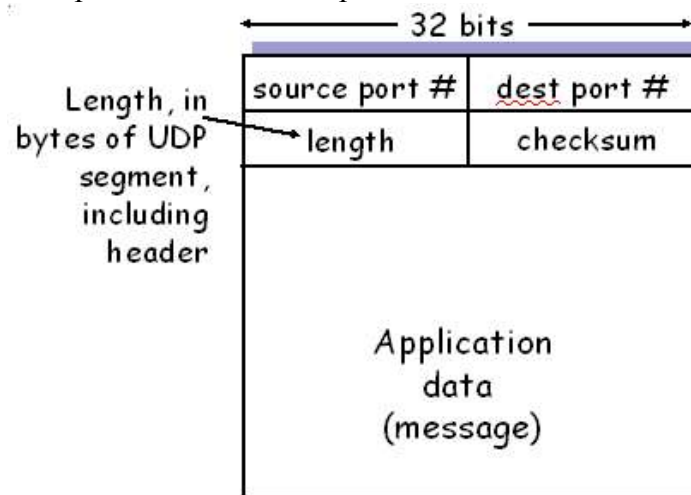 32 bits
source port #
dest port #
Length, in
bytes of UDP
segment,
including
header
length
checksum
Application
data
(message)